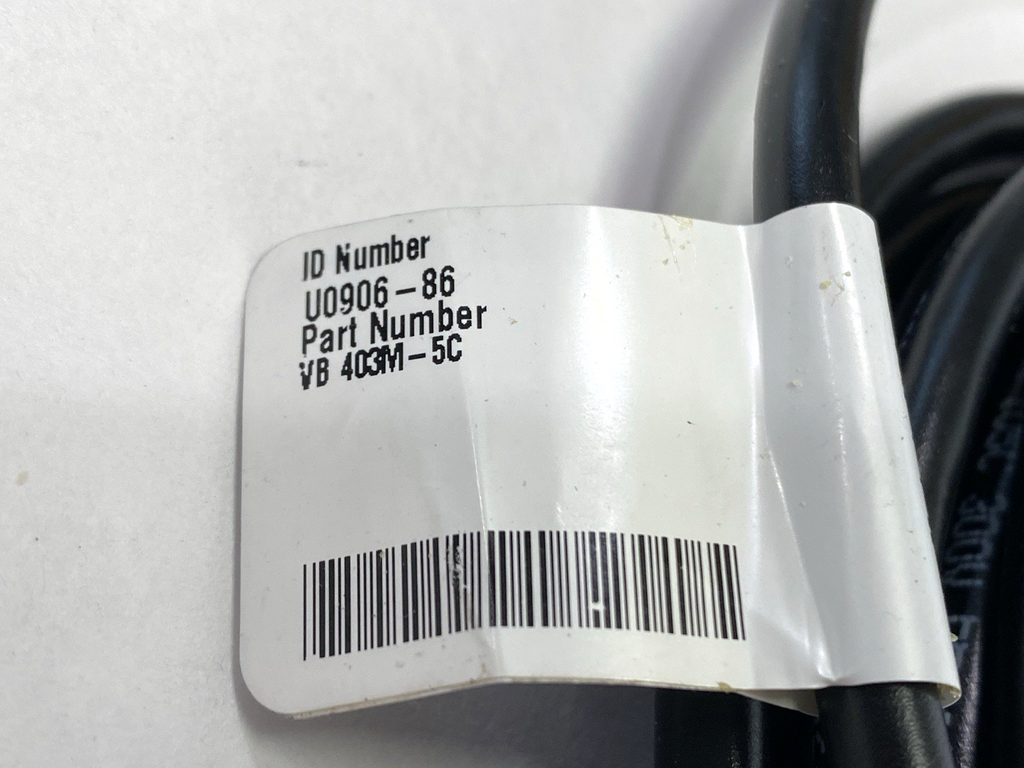 ID Number
U0906-86
Part Number
VB 403M-5C